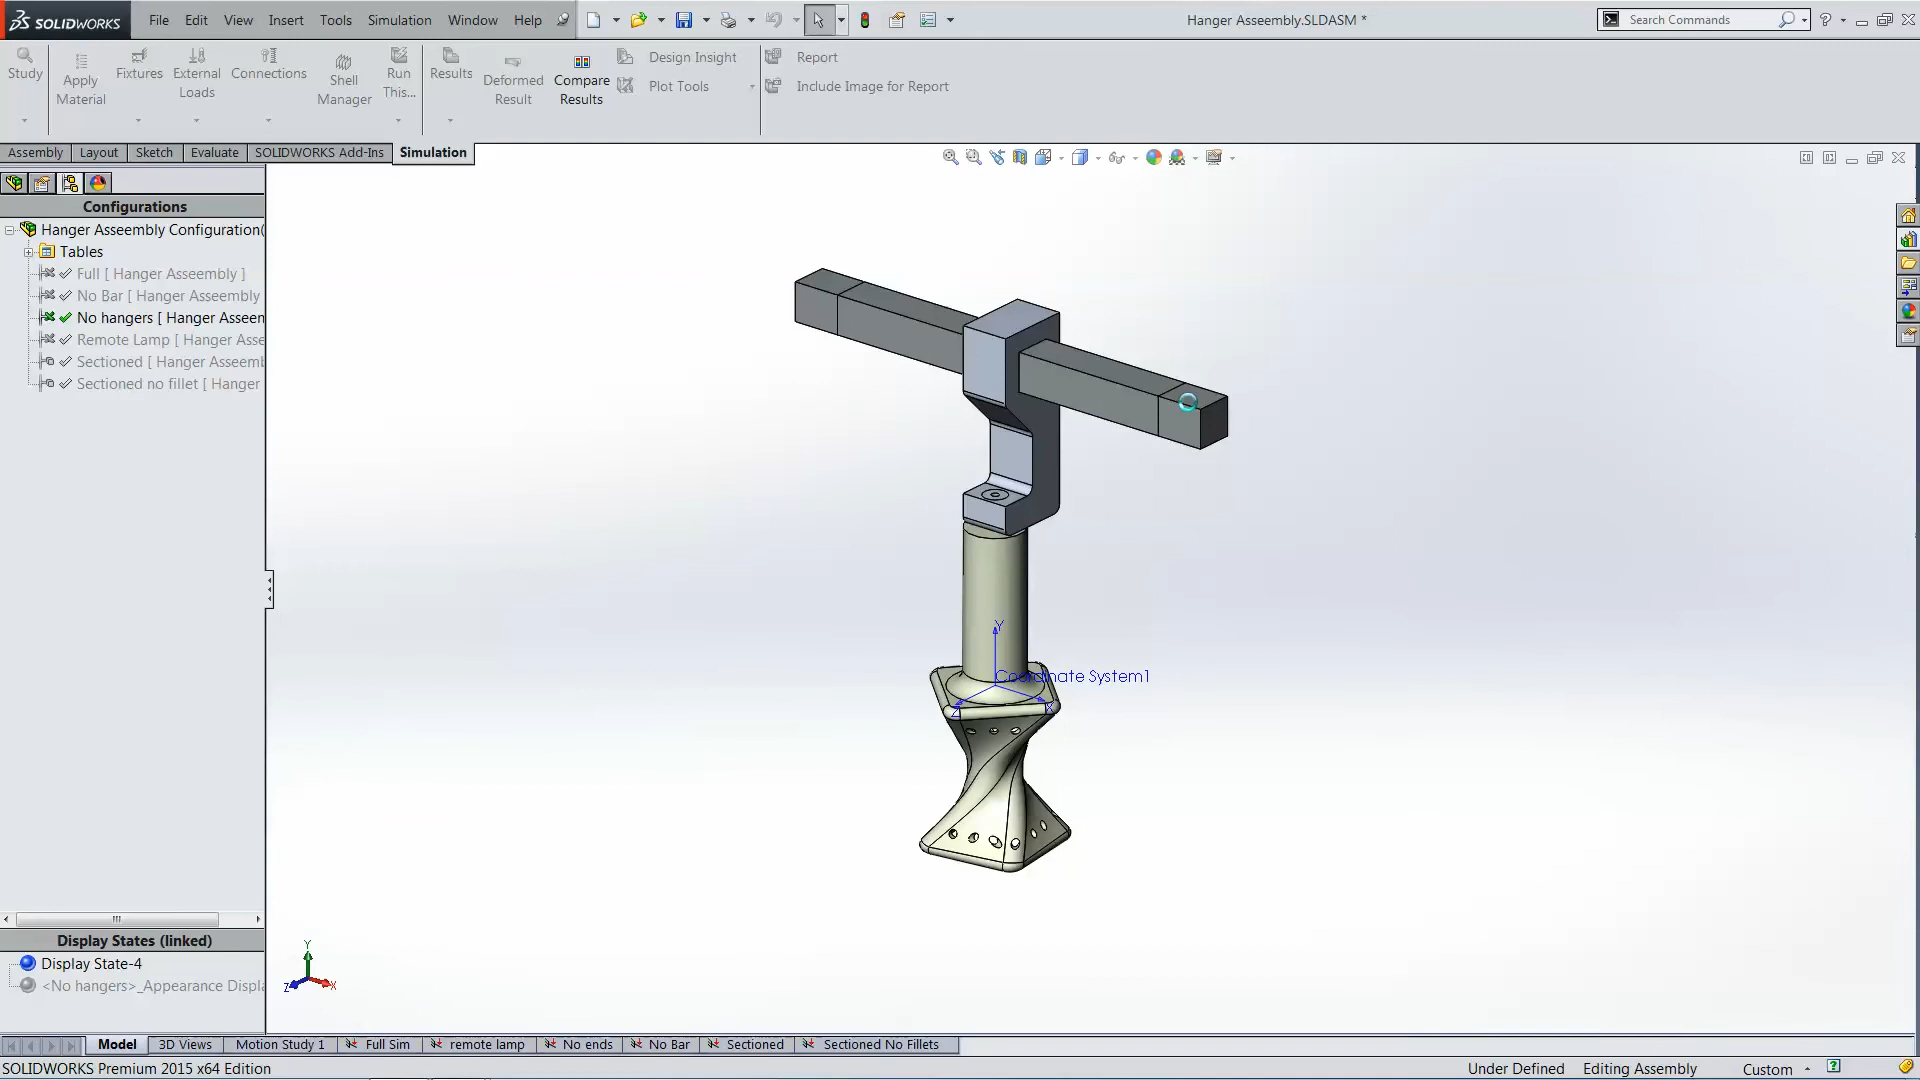 SOLIDWORKS File Edit View Insert Tools Simulation Window Help Hanger Asseembly.SLDASM * Search Commands ?
Study Apply Material Fixtures External Loads Connections Shell Manager Run This... Results Deformed Result Compare Results Design Insight Plot Tools Report Include Image for Report
Assembly Layout Sketch Evaluate SOLIDWORKS Add-Ins Simulation
Configurations
Hanger Asseembly Configuration(
Tables
Full [ Hanger Asseembly ]
No Bar [ Hanger Asseembly
No hangers [ Hanger Asseen
Remote Lamp [ Hanger Asse
Sectioned [ Hanger Asseemb
Sectioned no fillet [ Hanger
Y
Coordinate System1
Z X
Display States (linked)
Display State-4
<No hangers>_Appearance Displa
Y
Z X
Model 3D Views Motion Study 1 Full Sim remote lamp No ends No Bar Sectioned Sectioned No Fillets
SOLIDWORKS Premium 2015 x64 Edition Under Defined Editing Assembly Custom ?